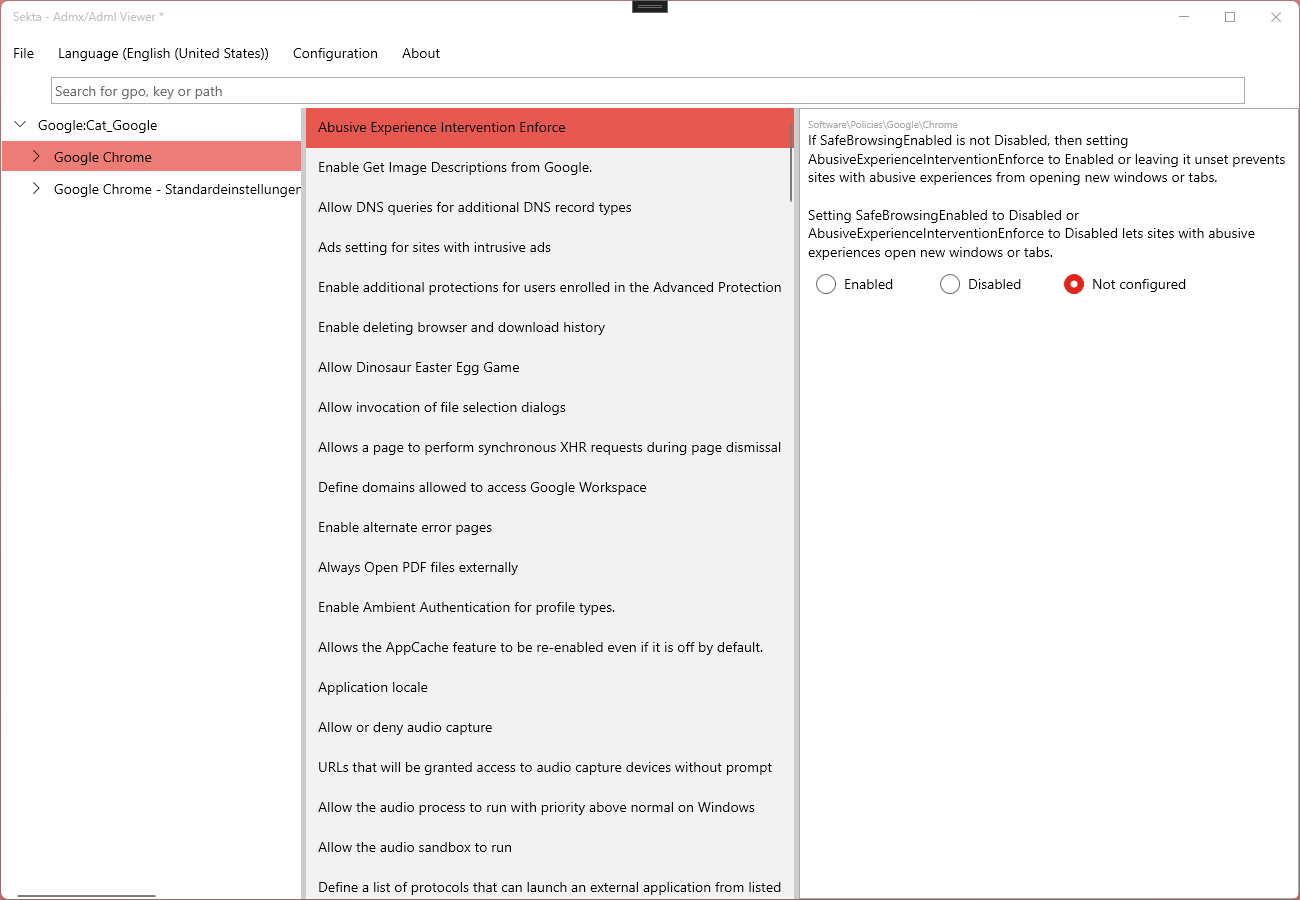 Sekta - Admx/Adml Viewer *
File Language (English (United States)) Configuration About
Search for gpo, key or path
Google:Cat_Google
Google Chrome
Google Chrome - Standardeinstellungen
Abusive Experience Intervention Enforce
Enable Get Image Descriptions from Google.
Allow DNS queries for additional DNS record types
Ads setting for sites with intrusive ads
Enable additional protections for users enrolled in the Advanced Protection
Enable deleting browser and download history
Allow Dinosaur Easter Egg Game
Allow invocation of file selection dialogs
Allows a page to perform synchronous XHR requests during page dismissal
Define domains allowed to access Google Workspace
Enable alternate error pages
Always Open PDF files externally
Enable Ambient Authentication for profile types.
Allows the AppCache feature to be re-enabled even if it is off by default.
Application locale
Allow or deny audio capture
URLs that will be granted access to audio capture devices without prompt
Allow the audio process to run with priority above normal on Windows
Allow the audio sandbox to run
Define a list of protocols that can launch an external application from listed
Software\Policies\Google\Chrome
If SafeBrowsingEnabled is not Disabled, then setting
AbusiveExperienceInterventionEnforce to Enabled or leaving it unset prevents
sites with abusive experiences from opening new windows or tabs.
Setting SafeBrowsingEnabled to Disabled or
AbusiveExperienceInterventionEnforce to Disabled lets sites with abusive
experiences open new windows or tabs.
Enabled Disabled Not configured